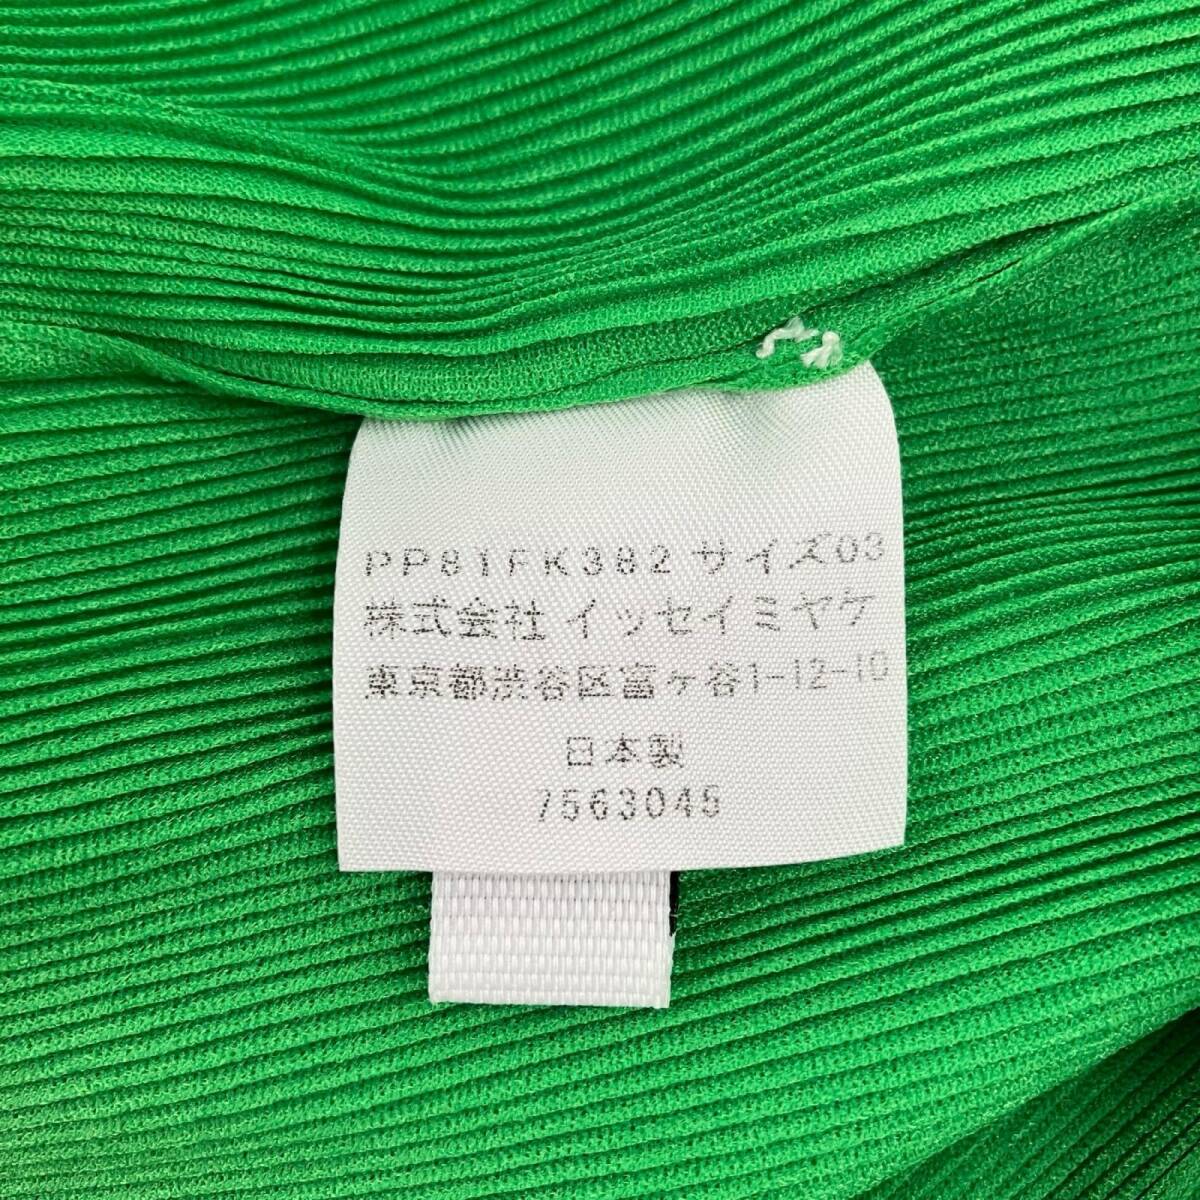 PP81FK382 サイズ03
株式会社 イッセイミヤケ
東京都渋谷区富ヶ谷1-12-10
日本製
7563045